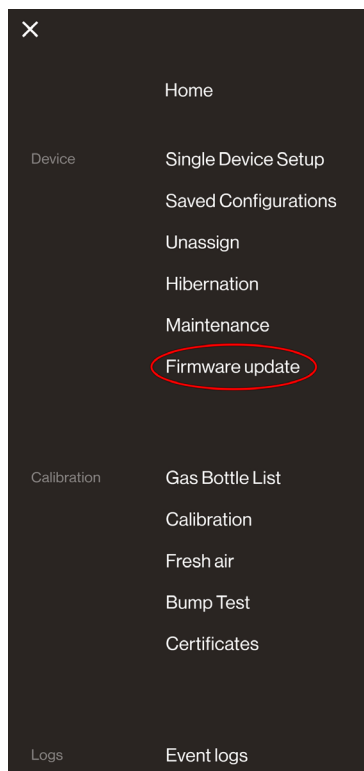 Home
Device Single Device Setup
Saved Configurations
Unassign
Hibernation
Maintenance
Firmware update
Calibration Gas Bottle List
Calibration
Fresh air
Bump Test
Certificates
Logs Event logs